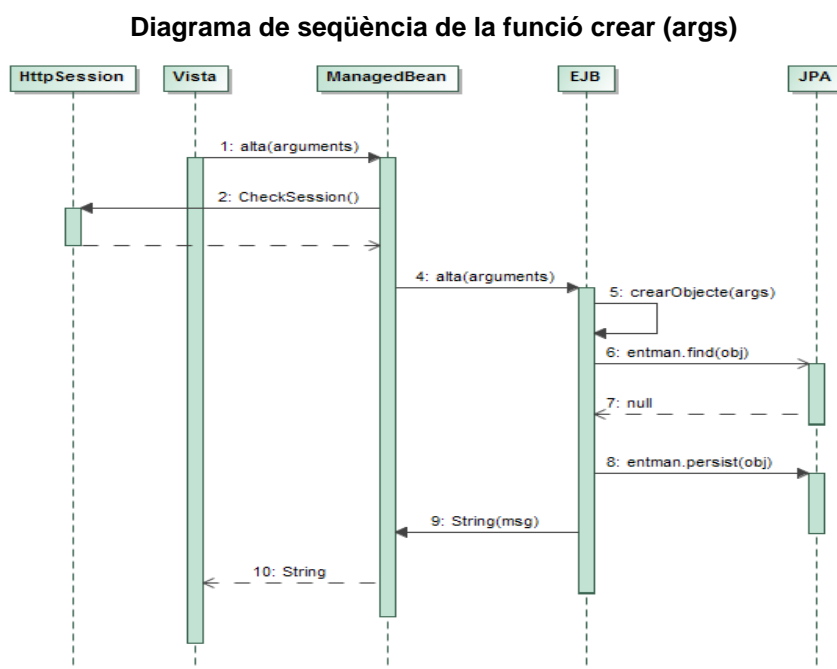 Diagrama de seqüència de la funció crear (args)
HttpSession Vista ManagedBean EJB JPA
1: alta(arguments)
2: CheckSession()
4: alta(arguments)
5: crearObjecte(args)
6: entman.find(obj)
7: null
8: entman.persist(obj)
9: String(msg)
10: String